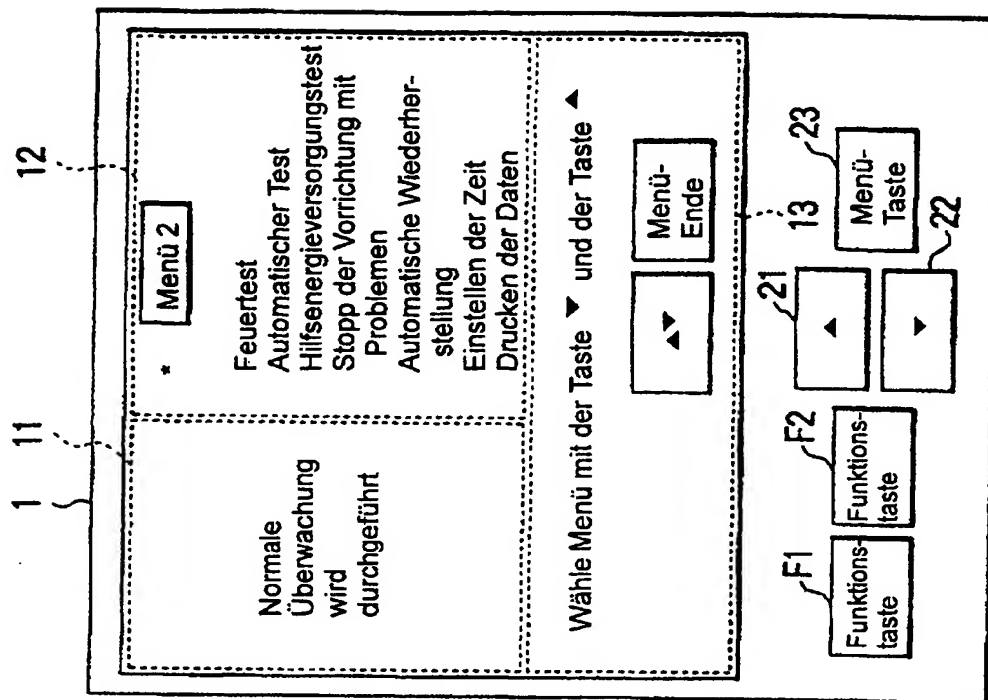 1
11
12
Normale
Überwachung
wird
durchgeführt
Menü 2
*
Feuertest
Automatischer Test
Hilfsenergieversorgungstest
Stopp der Vorrichtung mit
Problemen
Automatische Wiederher-
stellung
Einstellen der Zeit
Drucken der Daten
Wähle Menü mit der Taste ▼ und der Taste ▲
▲▼
Menü-
Ende
13
F1
Funktions-
taste
F2
Funktions-
taste
21
▲
▼
22
23
Menü-
Taste